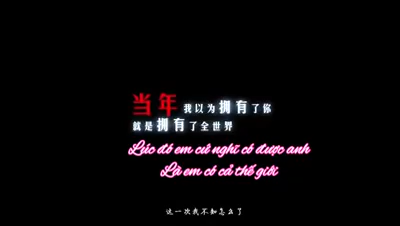 当年我以为拥有了你
就是拥有了全世界
Lúc đó em cứ nghĩ có được anh
Là em có cả thế giới
这一次我不知怎么了